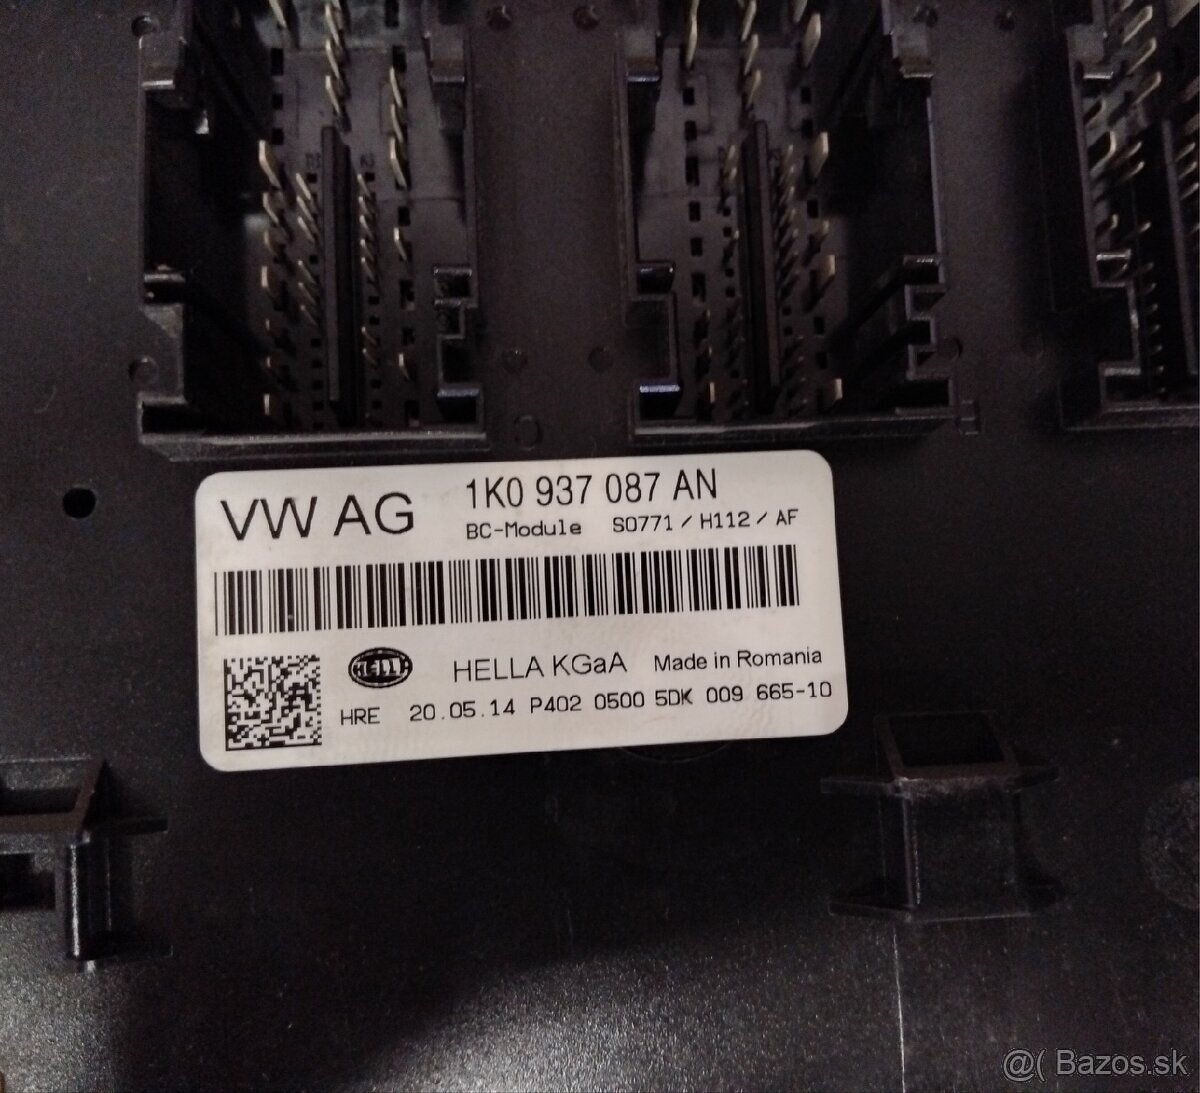 VW AG 1K0 937 087 AN
BC-Module S0771 / H112 / AF
HELLA
HELLA KGaA Made in Romania
HRE 20.05.14 P402 0500 5DK 009 665-10
@( Bazos.sk